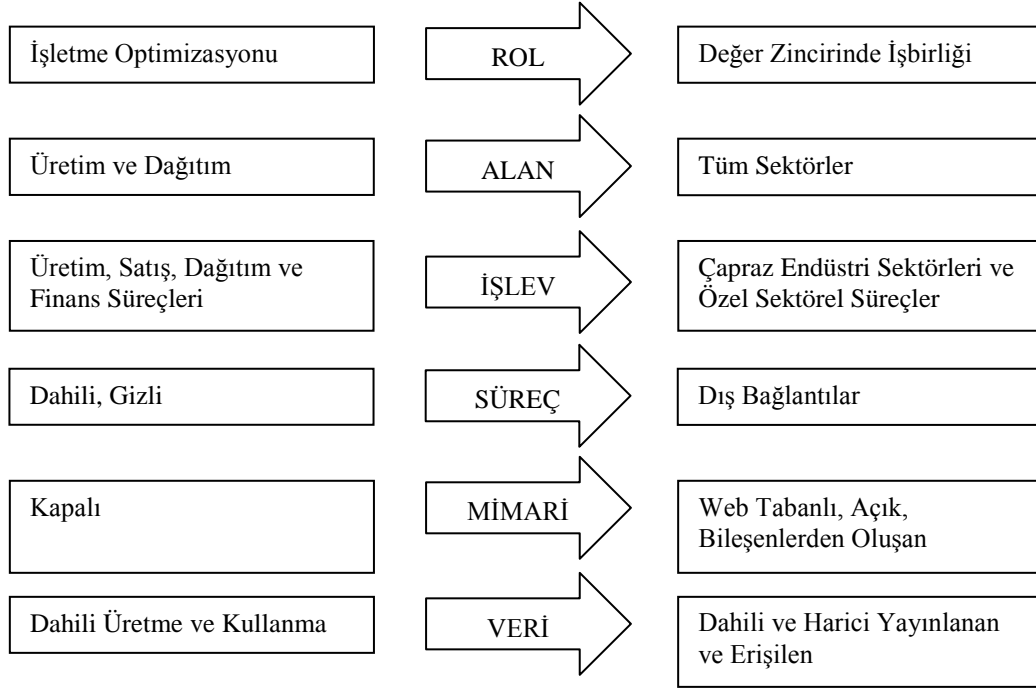 İşletme Optimizasyonu
ROL
Değer Zincirinde İşbirliği
Üretim ve Dağıtım
ALAN
Tüm Sektörler
Üretim, Satış, Dağıtım ve
Finans Süreçleri
İŞLEV
Çapraz Endüstri Sektörleri ve
Özel Sektörel Süreçler
Dahili, Gizli
SÜREÇ
Dış Bağlantılar
Kapalı
MİMARİ
Web Tabanlı, Açık,
Bileşenlerden Oluşan
Dahili Üretme ve Kullanma
VERİ
Dahili ve Harici Yayınlanan
ve Erişilen